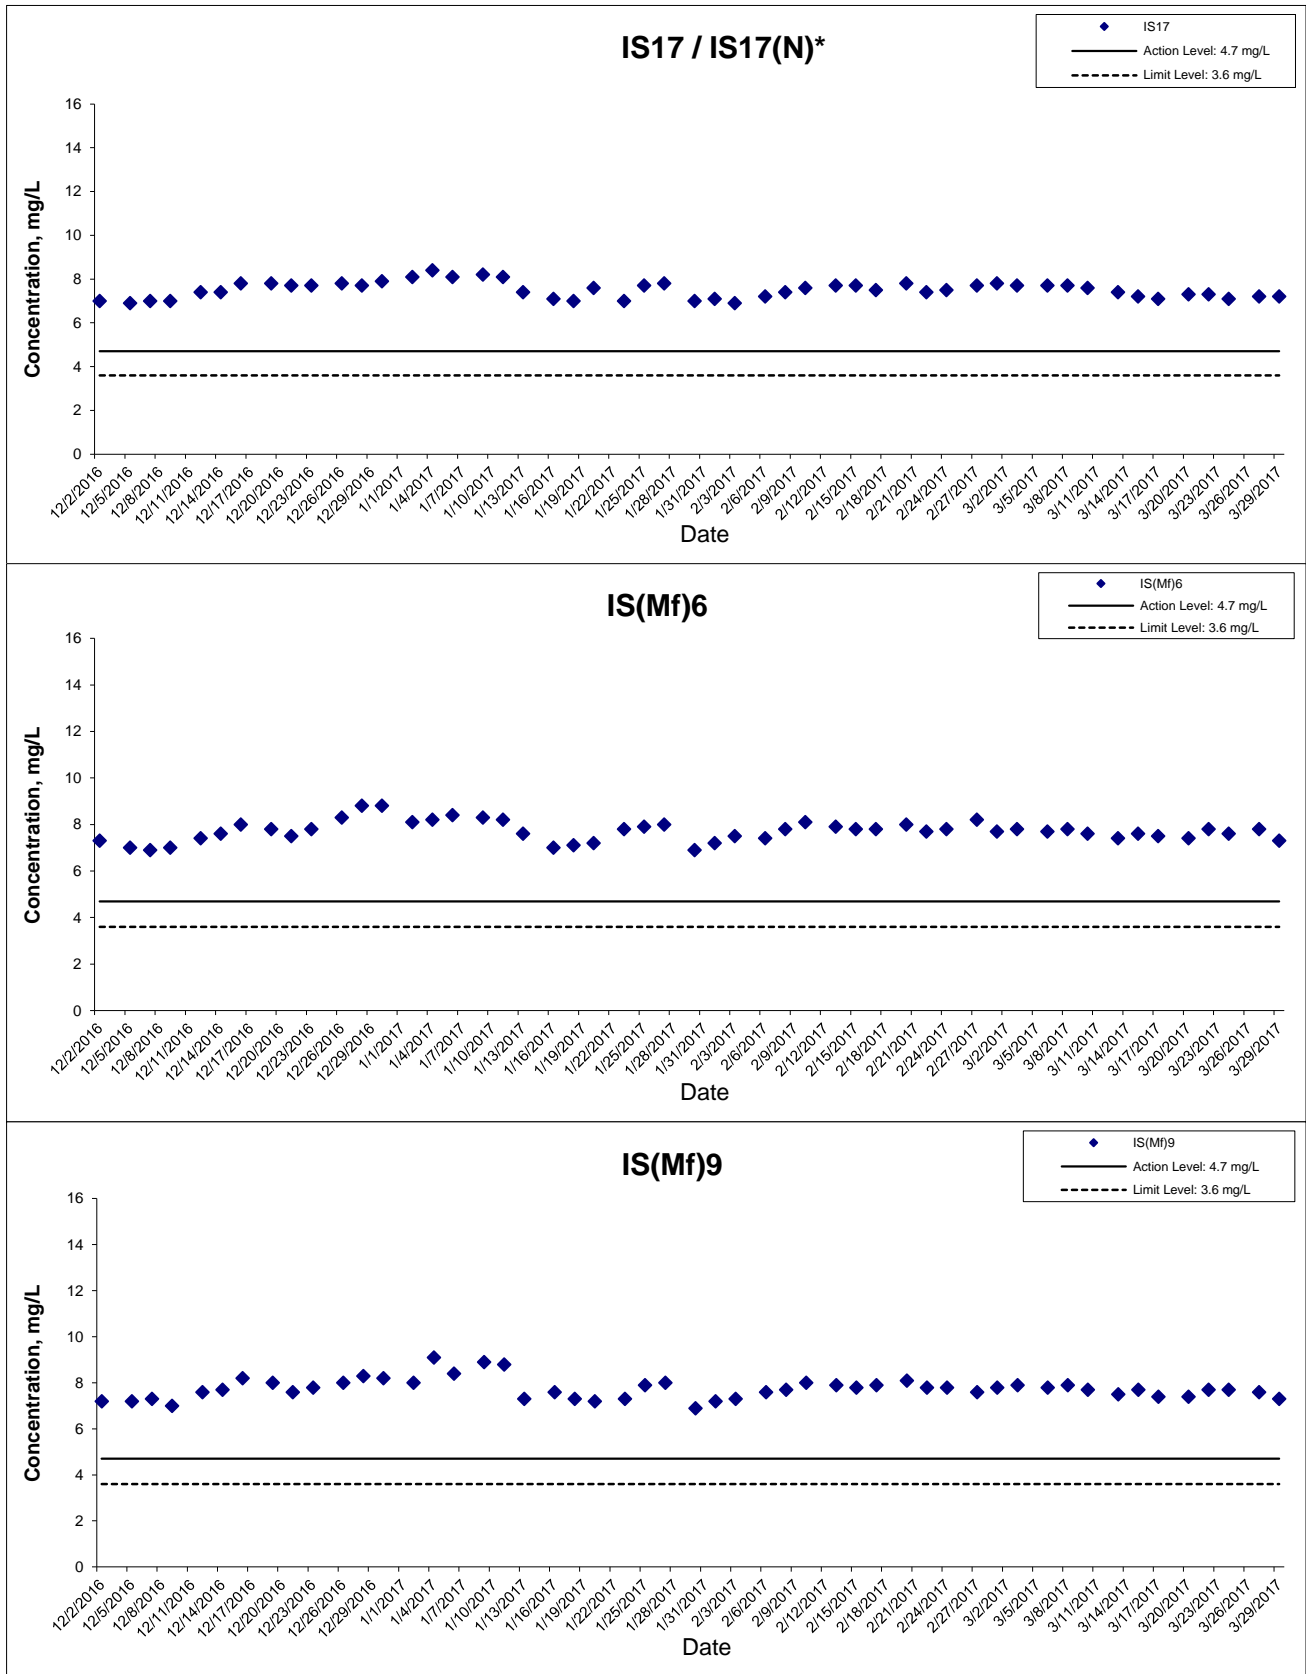 IS17 / IS17(N)*
IS17
Action Level: 4.7 mg/L
Limit Level: 3.6 mg/L
Concentration, mg/L
16
14
12
10
8
6
4
2
0
12/2/2016 12/5/2016 12/8/2016 12/11/2016 12/14/2016 12/17/2016 12/20/2016 12/23/2016 12/26/2016 12/29/2016 1/1/2017 1/4/2017 1/7/2017 1/10/2017 1/13/2017 1/16/2017 1/19/2017 1/22/2017 1/25/2017 1/28/2017 1/31/2017 2/3/2017 2/6/2017 2/9/2017 2/12/2017 2/15/2017 2/18/2017 2/21/2017 2/24/2017 2/27/2017 3/2/2017 3/5/2017 3/8/2017 3/11/2017 3/14/2017 3/17/2017 3/20/2017 3/23/2017 3/26/2017 3/29/2017
Date
IS(Mf)6
IS(Mf)6
Action Level: 4.7 mg/L
Limit Level: 3.6 mg/L
Concentration, mg/L
16
14
12
10
8
6
4
2
0
12/2/2016 12/5/2016 12/8/2016 12/11/2016 12/14/2016 12/17/2016 12/20/2016 12/23/2016 12/26/2016 12/29/2016 1/1/2017 1/4/2017 1/7/2017 1/10/2017 1/13/2017 1/16/2017 1/19/2017 1/22/2017 1/25/2017 1/28/2017 1/31/2017 2/3/2017 2/6/2017 2/9/2017 2/12/2017 2/15/2017 2/18/2017 2/21/2017 2/24/2017 2/27/2017 3/2/2017 3/5/2017 3/8/2017 3/11/2017 3/14/2017 3/17/2017 3/20/2017 3/23/2017 3/26/2017 3/29/2017
Date
IS(Mf)9
IS(Mf)9
Action Level: 4.7 mg/L
Limit Level: 3.6 mg/L
Concentration, mg/L
16
14
12
10
8
6
4
2
0
12/2/2016 12/5/2016 12/8/2016 12/11/2016 12/14/2016 12/17/2016 12/20/2016 12/23/2016 12/26/2016 12/29/2016 1/1/2017 1/4/2017 1/7/2017 1/10/2017 1/13/2017 1/16/2017 1/19/2017 1/22/2017 1/25/2017 1/28/2017 1/31/2017 2/3/2017 2/6/2017 2/9/2017 2/12/2017 2/15/2017 2/18/2017 2/21/2017 2/24/2017 2/27/2017 3/2/2017 3/5/2017 3/8/2017 3/11/2017 3/14/2017 3/17/2017 3/20/2017 3/23/2017 3/26/2017 3/29/2017
Date